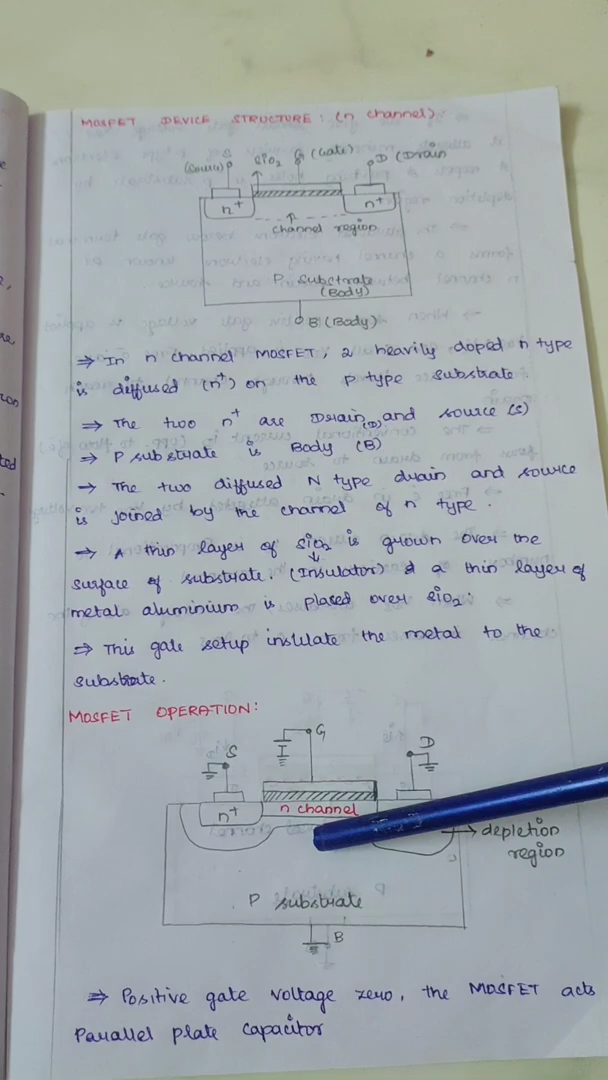 MOSFET DEVICE STRUCTURE: (n channel)
S
(Source)
SiO2
G (Gate)
D (Drain
n+
n+
channel region
P substrate
(Body)
B (Body)
⇒ In n channel MOSFET, 2 heavily doped n type
is diffused (n+) on the p type substrate.
⇒ The two n+ are Drain (D) and source (S)
⇒ P substrate is Body (B)
→ The two diffused N type drain and source
is joined by the channel of n type.
⇒ A thin layer of SiO2 is grown over the
surface of substrate. (Insulator) & a thin layer of
metal aluminium is plased over SiO2.
⇒ This gate setup inslulate the metal to the
substrate.
MOSFET OPERATION:
G
S
D
n+
n channel
→ depletion
region
P substrate
B
⇒ Positive gate voltage zero, the MOSFET acts
Parallel plate capacitor